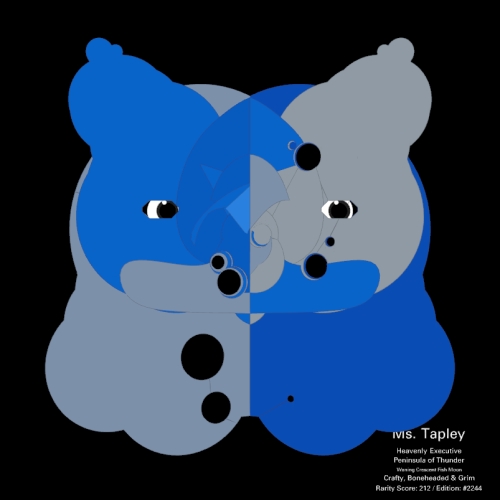 Ms. Tapley
Heavenly Executive
Peninsula of Thunder
Waning Crescent Fish Moon
Crafty, Boneheaded & Grim
Rarity Score: 212 / Edition: #2244